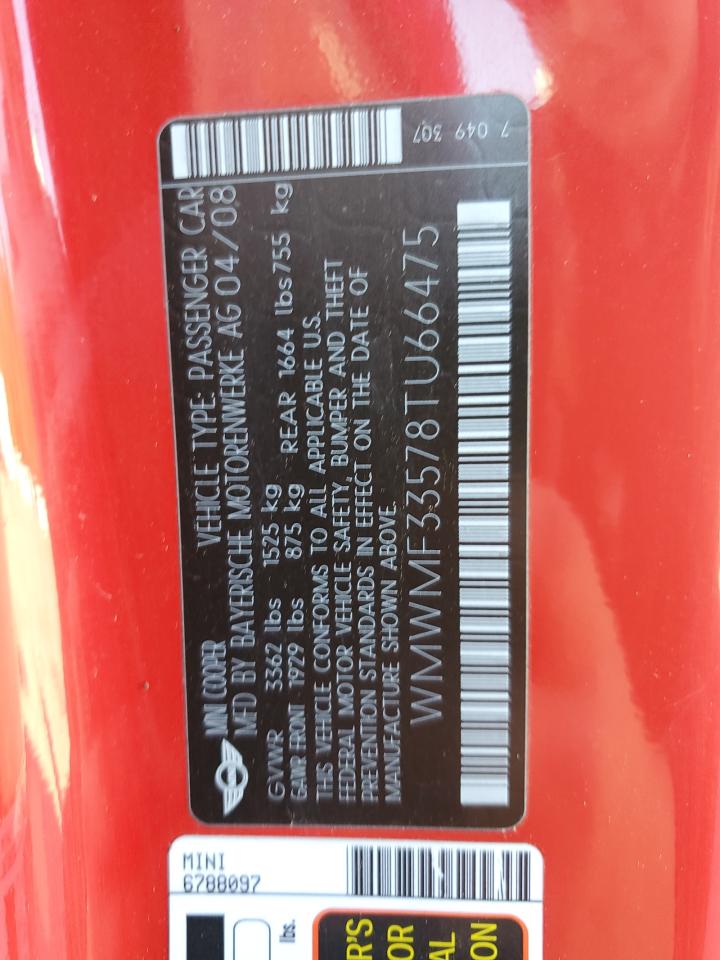 MINI COOPER VEHICLE TYPE: PASSENGER CAR
MFD BY BAYERISCHE MOTORENWERKE AG 04/08
GVWR 3362 lbs 1525 kg
GAWR FRONT 1929 lbs 875 kg REAR 1664 lbs 755 kg
THIS VEHICLE CONFORMS TO ALL APPLICABLE U.S.
FEDERAL MOTOR VEHICLE SAFETY, BUMPER AND THEFT
PREVENTION STANDARDS IN EFFECT ON THE DATE OF
MANUFACTURE SHOWN ABOVE.
WMWMF33578TU66475
7 049 307
MINI
6788097
lbs.
R'S
OR
AL
ON